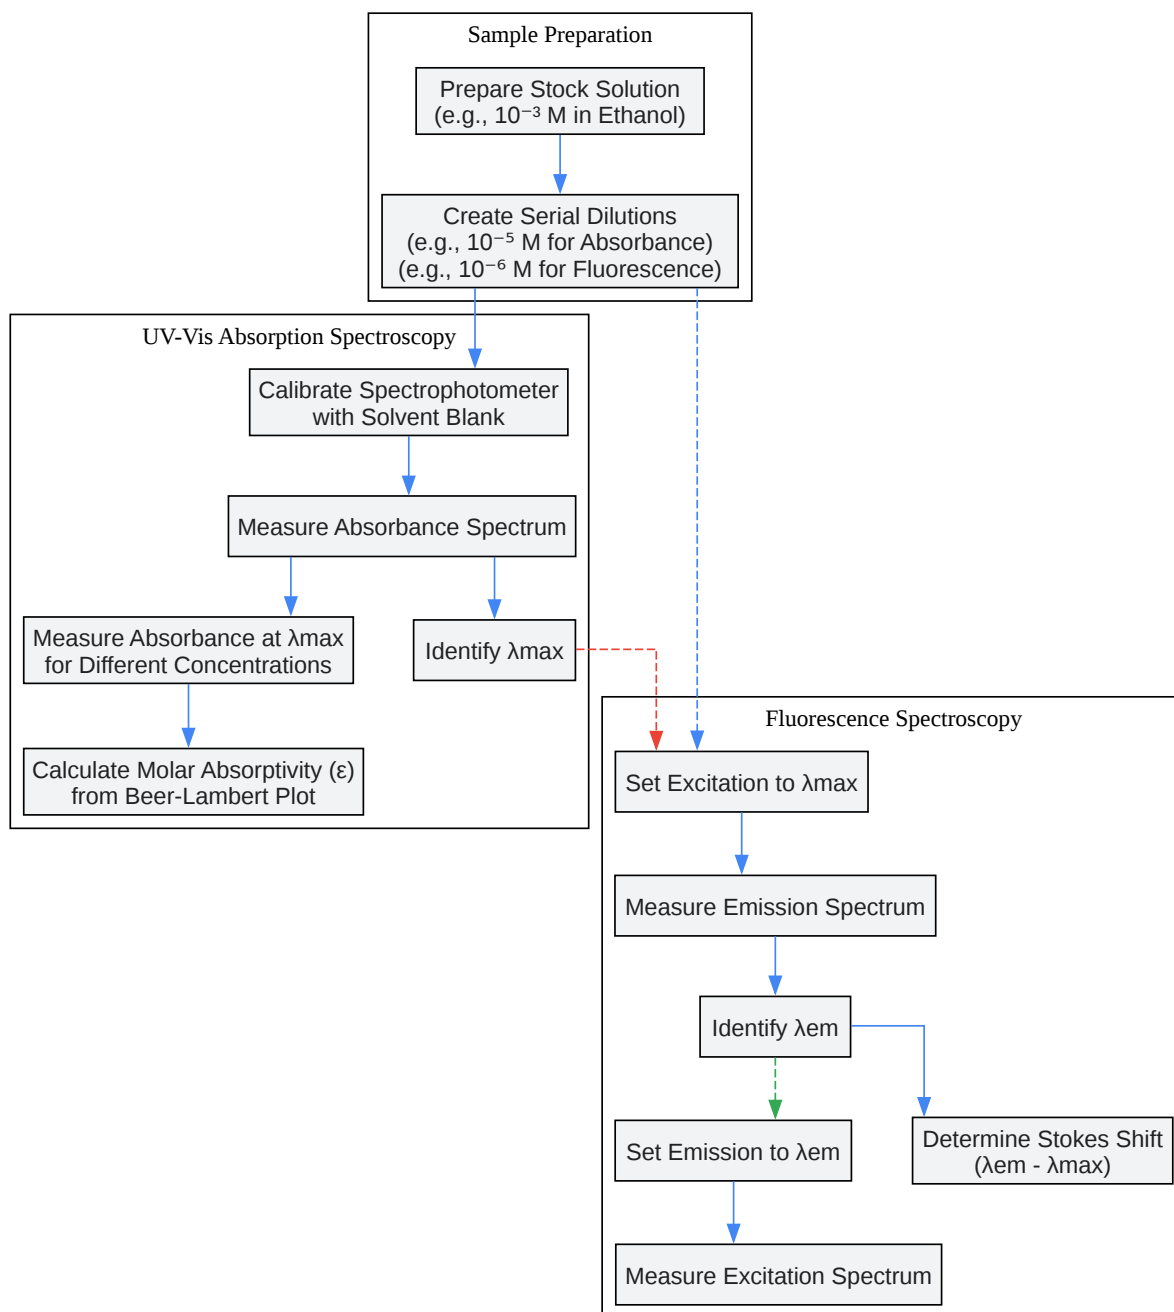 Sample Preparation
Prepare Stock Solution
(e.g., 10⁻³ M in Ethanol)
Create Serial Dilutions
(e.g., 10⁻⁵ M for Absorbance)
(e.g., 10⁻⁶ M for Fluorescence)
UV-Vis Absorption Spectroscopy
Calibrate Spectrophotometer
with Solvent Blank
Measure Absorbance Spectrum
Measure Absorbance at λmax
for Different Concentrations
Identify λmax
Calculate Molar Absorptivity (ε)
from Beer-Lambert Plot
Fluorescence Spectroscopy
Set Excitation to λmax
Measure Emission Spectrum
Identify λem
Set Emission to λem
Determine Stokes Shift
(λem - λmax)
Measure Excitation Spectrum